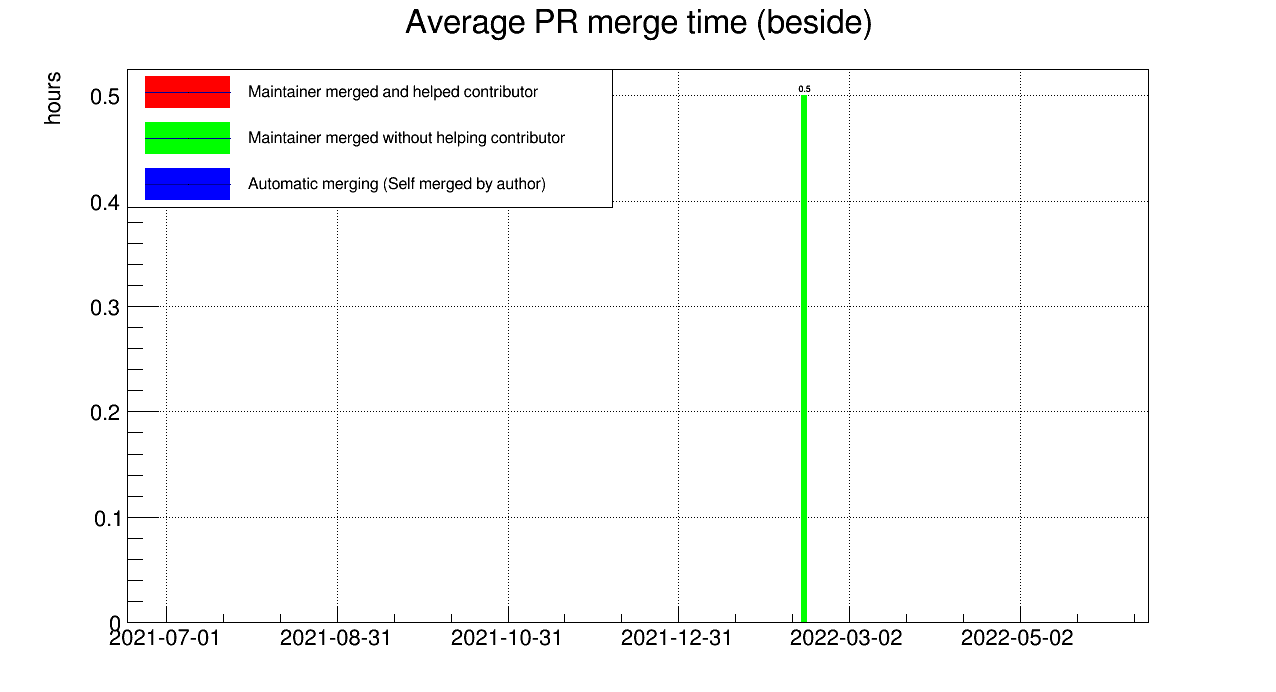 Average PR merge time (beside)
hours
Maintainer merged and helped contributor
Maintainer merged without helping contributor
Automatic merging (Self merged by author)
0.5
0.5
0.4
0.3
0.2
0.1
0
2021-07-01 2021-08-31 2021-10-31 2021-12-31 2022-03-02 2022-05-02